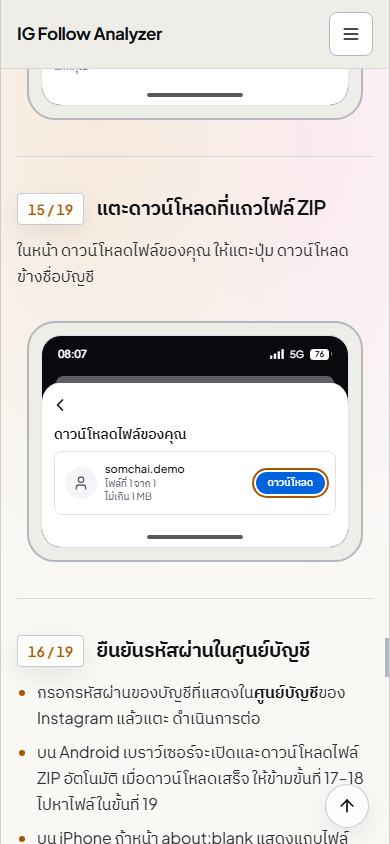 IG Follow Analyzer
15/19 แตะดาวน์โหลดที่แถวไฟล์ ZIP
ในหน้า ดาวน์โหลดไฟล์ของคุณ ให้แตะปุ่ม ดาวน์โหลด
ข้างชื่อบัญชี
08:07 5G 76
ดาวน์โหลดไฟล์ของคุณ
somchai.demo
ไฟล์ที่ 1 จาก 1
ไม่เกิน 1 MB
ดาวน์โหลด
16/19 ยืนยันรหัสผ่านในศูนย์บัญชี
กรอกรหัสผ่านของบัญชีที่แสดงในศูนย์บัญชีของ
Instagram แล้วแตะ ดำเนินการต่อ
บน Android เบราว์เซอร์จะเปิดและดาวน์โหลดไฟล์
ZIP อัตโนมัติ เมื่อดาวน์โหลดเสร็จ ให้ข้ามขั้นที่ 17–18
ไปหาไฟล์ในขั้นที่ 19
บน iPhone ถ้าหน้า about:blank แสดงแถบไฟล์